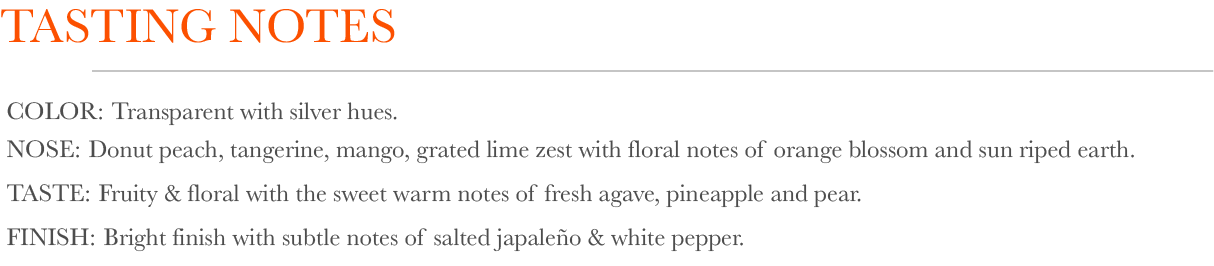 TASTING NOTES
COLOR: Transparent with silver hues.
NOSE: Donut peach, tangerine, mango, grated lime zest with floral notes of orange blossom and sun riped earth.
TASTE: Fruity & floral with the sweet warm notes of fresh agave, pineapple and pear.
FINISH: Bright finish with subtle notes of salted japaleño & white pepper.